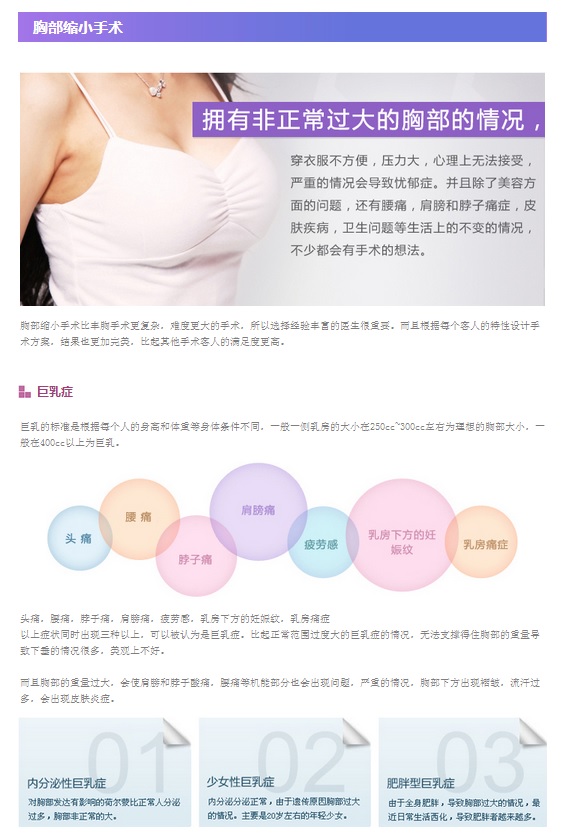 胸部缩小手术
拥有非正常过大的胸部的情况，
穿衣服不方便，压力大，心理上无法接受，
严重的情况会导致忧郁症。并且除了美容方
面的问题，还有腰痛，肩膀和脖子痛症，皮
肤疾病，卫生问题等生活上的不变的情况，
不少都会有手术的想法。
胸部缩小手术比丰胸手术更复杂，难度更大的手术，所以选择经验丰富的医生很重要。而且根据每个客人的特性设计手
术方案，结果也更加完美，比起其他手术客人的满足度更高。
巨乳症
巨乳的标准是根据每个人的身高和体重等身体条件不同，一般一侧乳房的大小在250cc~300cc左右为理想的胸部大小，一
般在400cc以上为巨乳。
头 痛
腰 痛
脖子痛
肩膀痛
疲劳感
乳房下方的妊
娠纹
乳房痛症
头痛，腰痛，脖子痛，肩膀痛，疲劳感，乳房下方的妊娠纹，乳房痛症
以上症状同时出现三种以上，可以被认为是巨乳症。比起正常范围过度大的巨乳症的情况，无法支撑得住胸部的重量导
致下垂的情况很多，美观上不好。
而且胸部的重量过大，会使肩膀和脖子酸痛，腰痛等机能部分也会出现问题，严重的情况，胸部下方出现褶皱，流汗过
多，会出现皮肤炎症。
01
内分泌性巨乳症
对胸部发达有影响的荷尔蒙比正常人分泌
过多，胸部非正常的大。
02
少女性巨乳症
内分泌分泌正常，由于遗传原因胸部过大
的情况。主要是20岁左右的年轻少女。
03
肥胖型巨乳症
由于全身肥胖，导致胸部过大的情况，最
近日常生活西化，导致肥胖者越来越多。